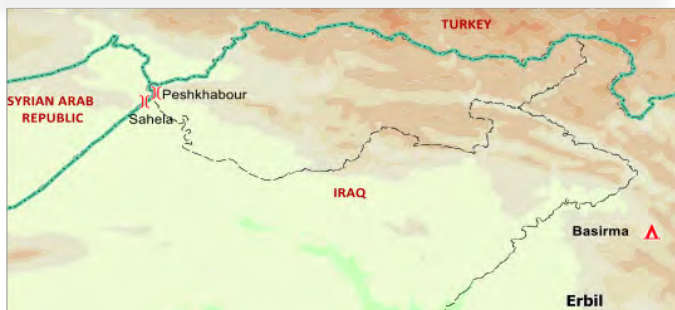 TURKEY
SYRIAN ARAB
REPUBLIC
Peshkhabour
Sahela
IRAQ
Basirma
Erbil